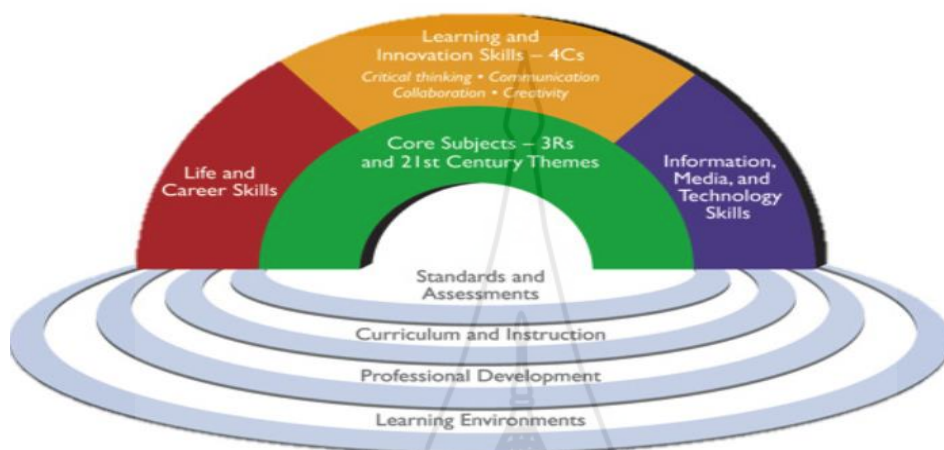 Learning and
Innovation Skills – 4Cs
Critical thinking • Communication
Collaboration • Creativity
Core Subjects – 3Rs
and 21st Century Themes
Life and
Career Skills
Information,
Media, and
Technology
Skills
Standards and
Assessments
Curriculum and Instruction
Professional Development
Learning Environments